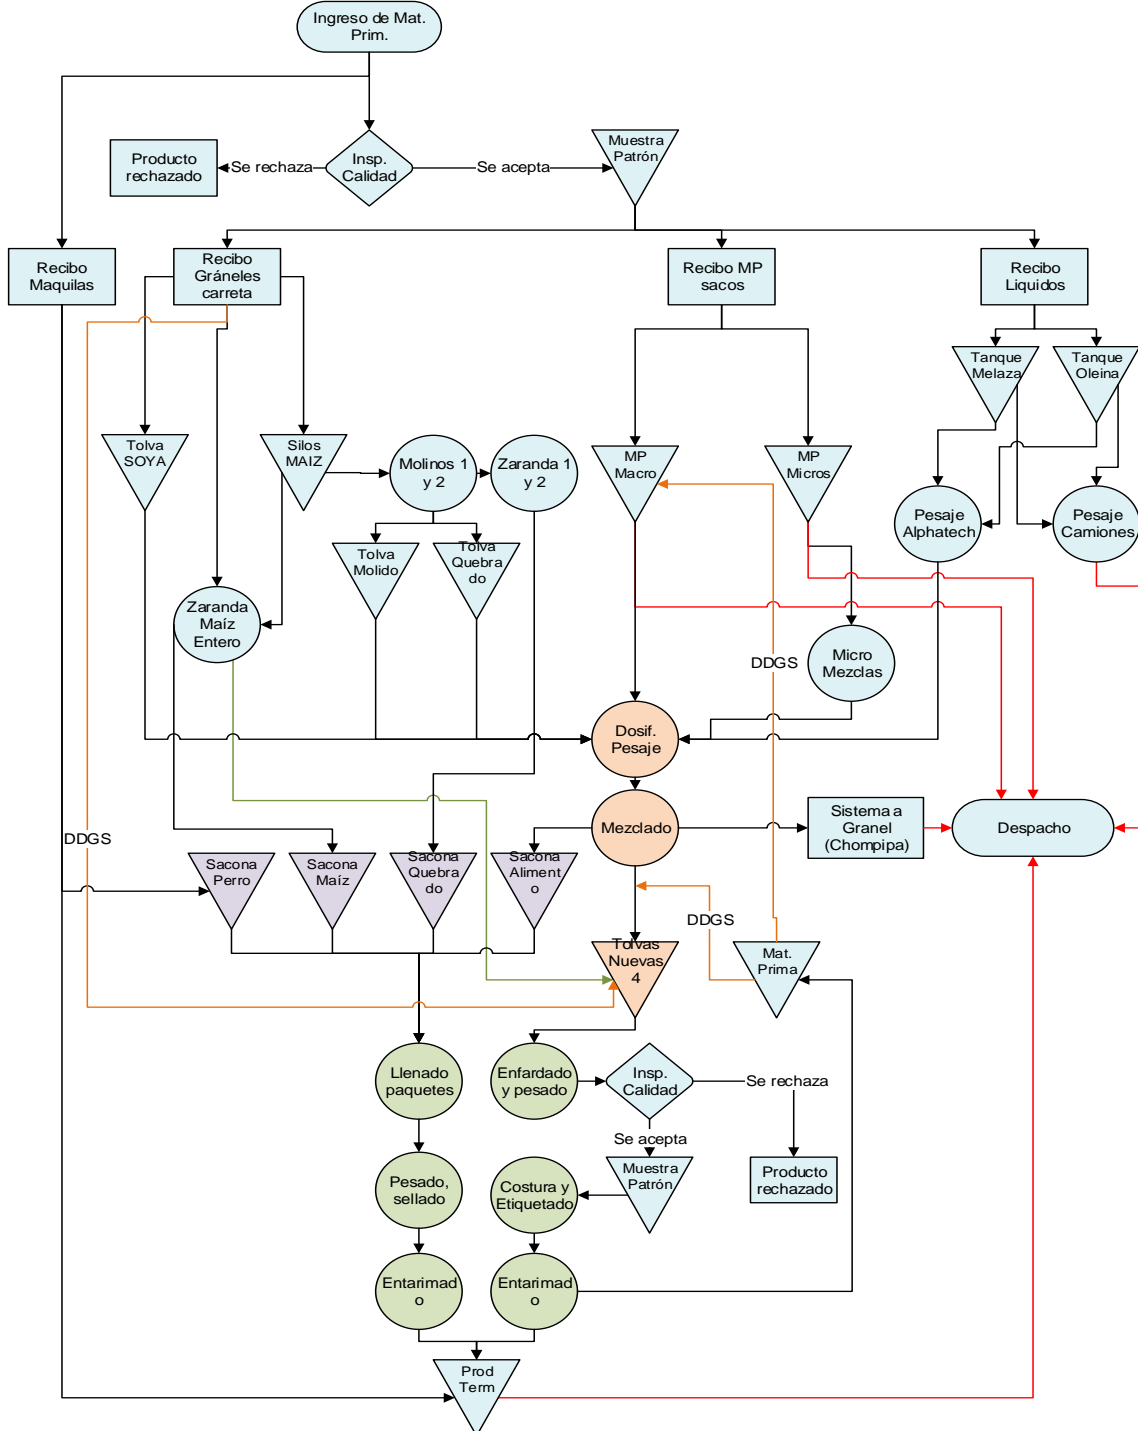 Ingreso de Mat.
Prim.
Muestra
Patrón
Producto
rechazado
Se rechaza
Insp.
Calidad
Se acepta
Recibo
Maquilas
Recibo
Gráneles
carreta
Recibo MP
sacos
Recibo
Liquidos
Tanque
Melaza
Tanque
Oleina
Tolva
SOYA
Silos
MAIZ
Molinos 1
y 2
Zaranda 1
y 2
MP
Macro
MP
Micros
Pesaje
Alphatech
Pesaje
Camiones
Tolva
Molido
Tolva
Quebra
do
Zaranda
Maíz
Entero
Micro
Mezclas
DDGS
Dosif.
Pesaje
Mezclado
Sistema a
Granel
(Chompipa)
Despacho
DDGS
Sacona
Perro
Sacona
Maíz
Sacona
Quebra
do
Sacona
Aliment
o
DDGS
Tolvas
Nuevas
4
Mat.
Prima
Llenado
paquetes
Enfardado
y pesado
Insp.
Calidad
Se rechaza
Se acepta
Pesado,
sellado
Costura y
Etiquetado
Muestra
Patrón
Producto
rechazado
Entarimad
o
Entarimad
o
Prod
Term